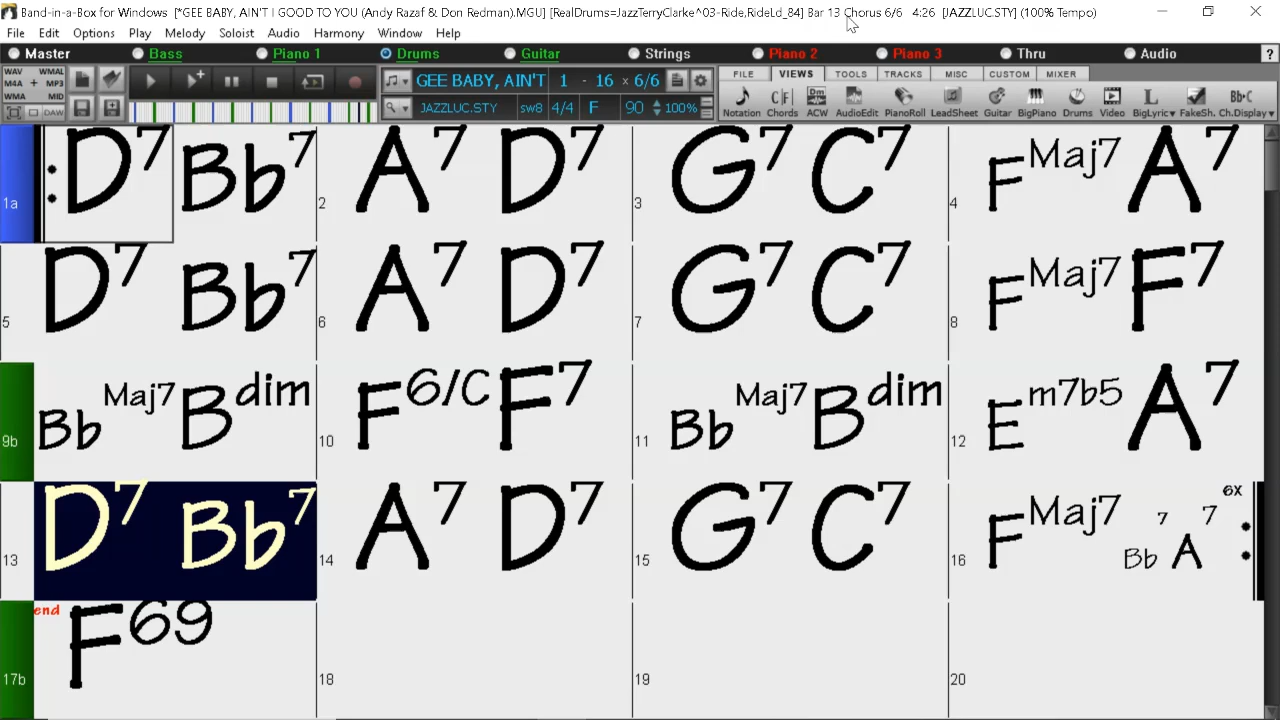 Band-in-a-Box for Windows [*GEE BABY, AIN'T I GOOD TO YOU (Andy Razaf & Don Redman).MGU] [RealDrums=JazzTerryClarke^03-Ride,RideLd_84] Bar 13 Chorus 6/6 4:26 [JAZZLUC.STY] (100% Tempo)
File Edit Options Play Melody Soloist Audio Harmony Window Help
Master Bass Piano 1 Drums Guitar Strings Piano 2 Piano 3 Thru Audio ?
WAV WMAL
M4A + MP3
WMA MID
DAW
GEE BABY, AIN'T 1 - 16 x 6/6
JAZZLUC.STY sw8 4/4 F 90 100%
FILE VIEWS TOOLS TRACKS MISC CUSTOM MIXER
C|F| Dm L Bb›C
Notation Chords ACW AudioEdit PianoRoll LeadSheet Guitar BigPiano Drums Video BigLyric FakeSh. Ch.Display
1a D7 Bb7 2 A7 D7 3 G7 C7 4 FMaj7 A7
5 D7 Bb7 6 A7 D7 7 G7 C7 8 FMaj7 F7
9b BbMaj7 Bdim 10 F6/C F7 11 BbMaj7 Bdim 12 Em7b5 A7
13 D7 Bb7 14 A7 D7 15 G7 C7 16 FMaj7 Bb7 A7 6X
17b end F69 18 19 20